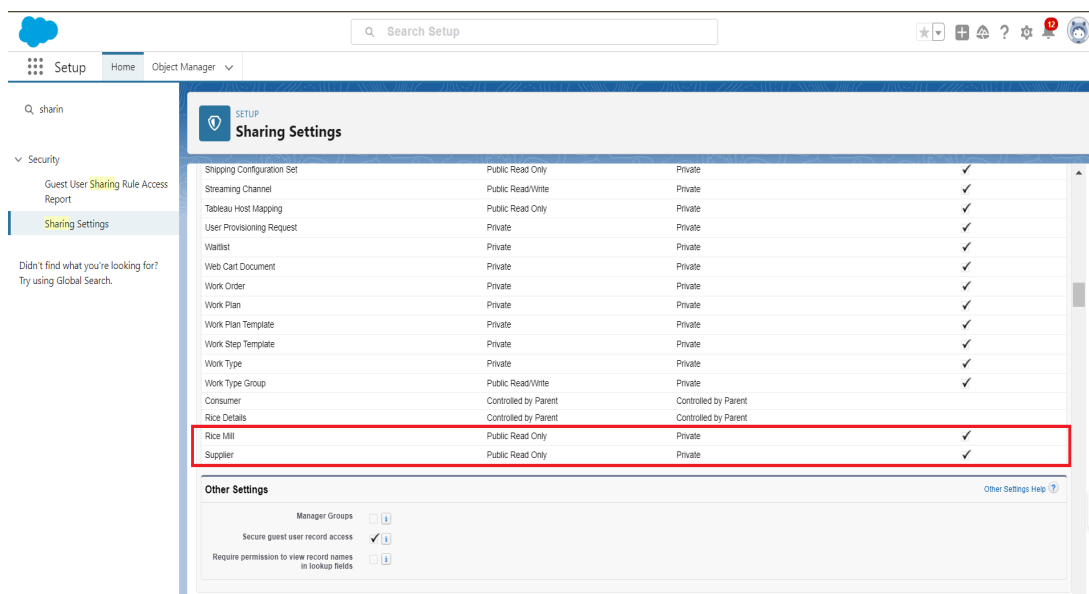 Search Setup
12
Setup
Home
Object Manager
sharin
Security
Guest User Sharing Rule Access
Report
Sharing Settings
Didn't find what you're looking for?
Try using Global Search.
SETUP
Sharing Settings
Shipping Configuration Set Public Read Only Private
Streaming Channel Public Read/Write Private
Tableau Host Mapping Public Read Only Private
User Provisioning Request Private Private
Waitlist Private Private
Web Cart Document Private Private
Work Order Private Private
Work Plan Private Private
Work Plan Template Private Private
Work Step Template Private Private
Work Type Private Private
Work Type Group Public Read/Write Private
Consumer Controlled by Parent Controlled by Parent
Rice Details Controlled by Parent Controlled by Parent
Rice Mill Public Read Only Private
Supplier Public Read Only Private
Other Settings
Other Settings Help ?
Manager Groups
Secure guest user record access
Require permission to view record names
in lookup fields